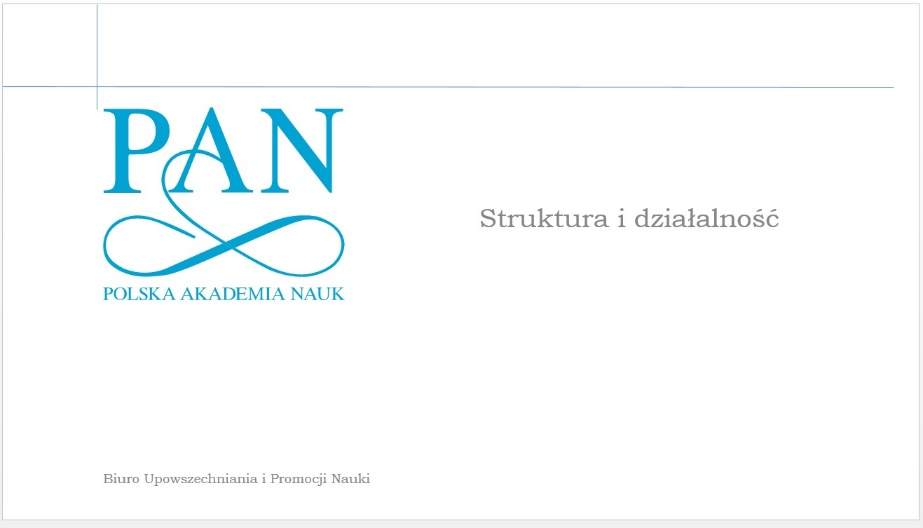 PAN
POLSKA AKADEMIA NAUK
Struktura i działalność
Biuro Upowszechniania i Promocji Nauki